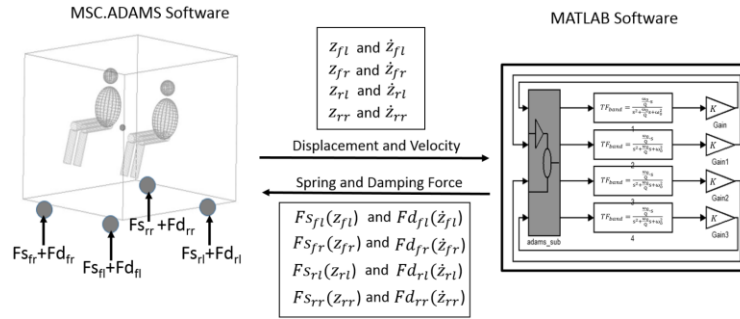 MSC.ADAMS Software
MATLAB Software
z_fl and ż_fl
z_fr and ż_fr
z_rl and ż_rl
z_rr and ż_rr
Displacement and Velocity
Spring and Damping Force
Fs_fl(z_fl) and Fd_fl(ż_fl)
Fs_fr(z_fr) and Fd_fr(ż_fr)
Fs_rl(z_rl) and Fd_rl(ż_rl)
Fs_rr(z_rr) and Fd_rr(ż_rr)
Fs_rr+Fd_rr
Fs_fr+Fd_fr
Fs_fl+Fd_fl
Fs_rl+Fd_rl
adams_sub
TF_band =
1
K
Gain
TF_band =
2
K
Gain1
TF_band =
3
K
Gain2
TF_band =
4
K
Gain3